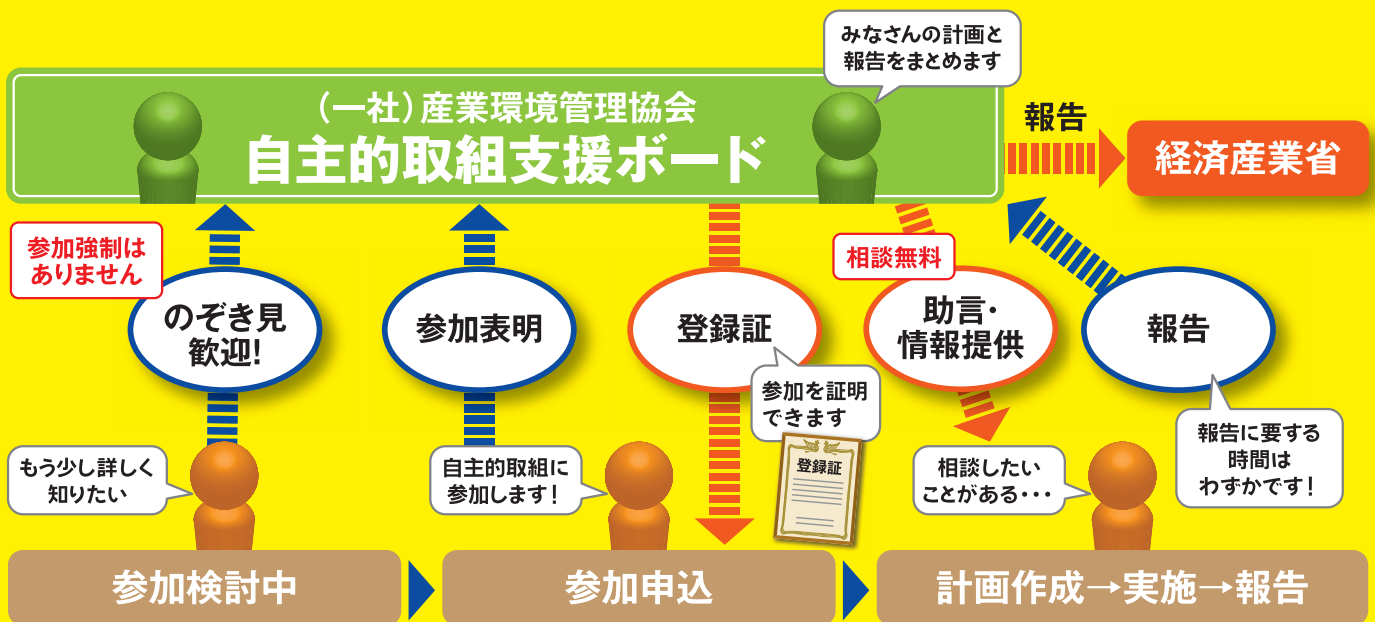 みなさんの計画と
報告をまとめます
（一社）産業環境管理協会
自主的取組支援ボード
報告
経済産業省
参加強制は
ありません
のぞき見
歓迎!
参加表明
登録証
相談無料
助言・
情報提供
報告
参加を証明
できます
登録証
報告に要する
時間は
わずかです！
もう少し詳しく
知りたい
自主的取組に
参加します！
相談したい
ことがある・・・
参加検討中
参加申込
計画作成→実施→報告